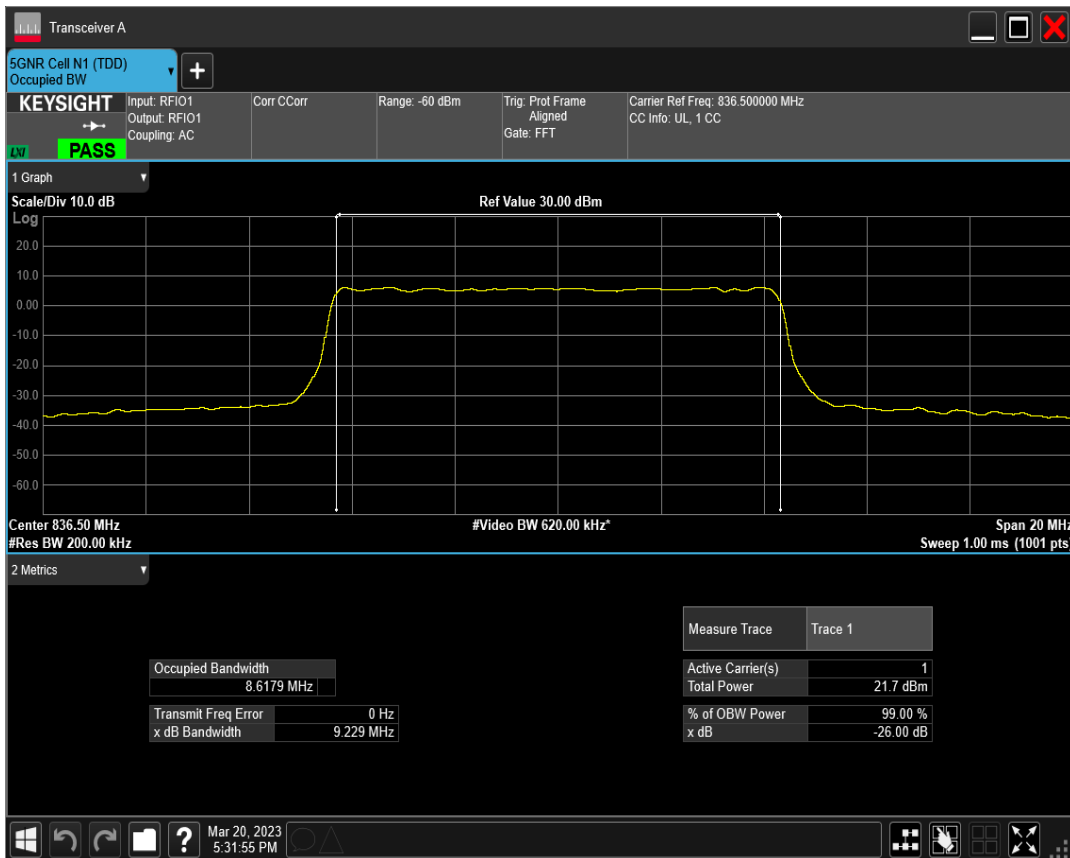 Transceiver A
5GNR Cell N1 (TDD)
Occupied BW
KEYSIGHT
LXI
PASS
Input: RFIO1
Output: RFIO1
Coupling: AC
Corr CCorr
Range: -60 dBm
Trig: Prot Frame
Aligned
Gate: FFT
Carrier Ref Freq: 836.500000 MHz
CC Info: UL, 1 CC
1 Graph
Scale/Div 10.0 dB
Ref Value 30.00 dBm
Log
20.0
10.0
0.00
-10.0
-20.0
-30.0
-40.0
-50.0
-60.0
Center 836.50 MHz
#Video BW 620.00 kHz*
Span 20 MHz
#Res BW 200.00 kHz
Sweep 1.00 ms (1001 pts)
2 Metrics
Measure Trace Trace 1
Occupied Bandwidth
8.6179 MHz
Active Carrier(s) 1
Total Power 21.7 dBm
Transmit Freq Error 0 Hz
x dB Bandwidth 9.229 MHz
% of OBW Power 99.00 %
x dB -26.00 dB
?
Mar 20, 2023
5:31:55 PM